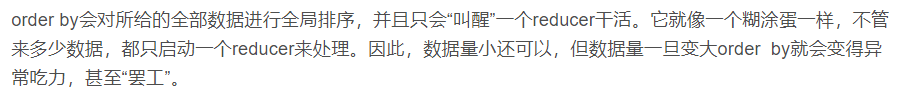 order by会对所给的全部数据进行全局排序，并且只会“叫醒”一个reducer干活。它就像一个糊涂蛋一样，不管
来多少数据，都只启动一个reducer来处理。因此，数据量小还可以，但数据量一旦变大order  by就会变得异
常吃力，甚至“罢工”。